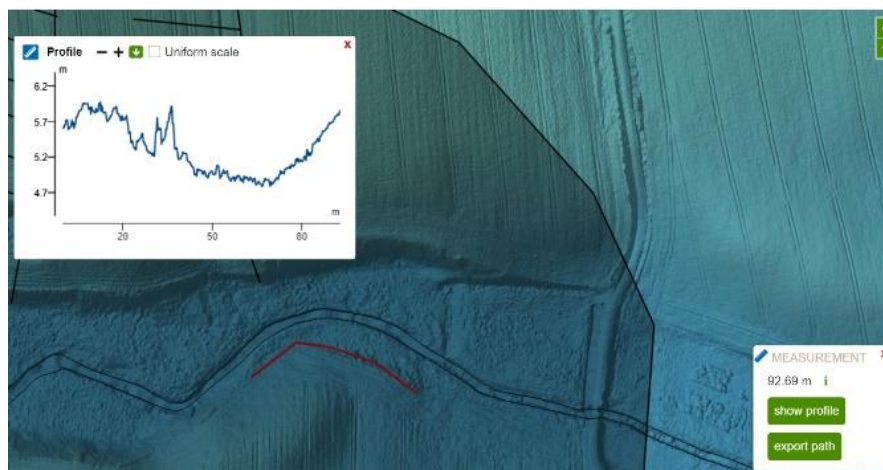 Profile − + Uniform scale x
m
6.2
5.7
5.2
4.7
m
20 50 80
MEASUREMENT x
92.69 m i
show profile
export path